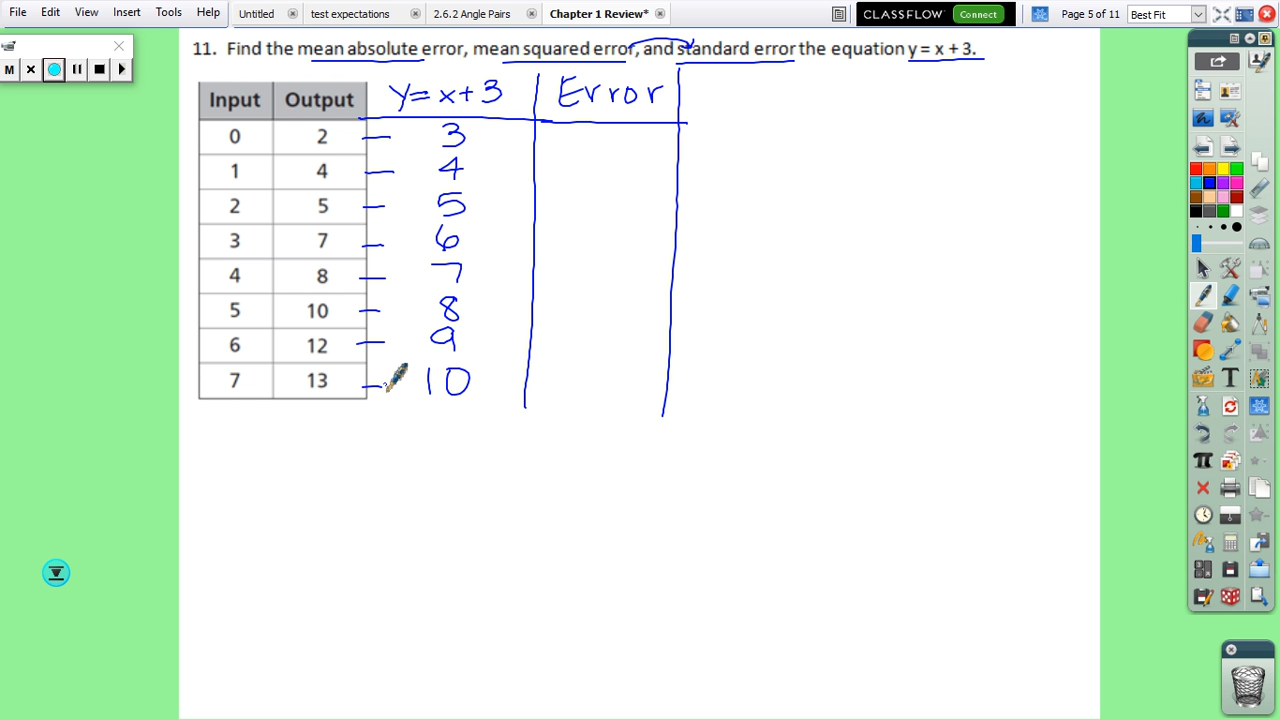 File Edit View Insert Tools Help
Untitled test expectations 2.6.2 Angle Pairs Chapter 1 Review*
CLASSFLOW Connect
Page 5 of 11 Best Fit
M
11. Find the mean absolute error, mean squared error, and standard error the equation y = x + 3.
Input Output y= x+3 Error
0 2 – 3
1 4 – 4
2 5 – 5
3 7 – 6
4 8 – 7
5 10 – 8
6 12 – 9
7 13 – 10